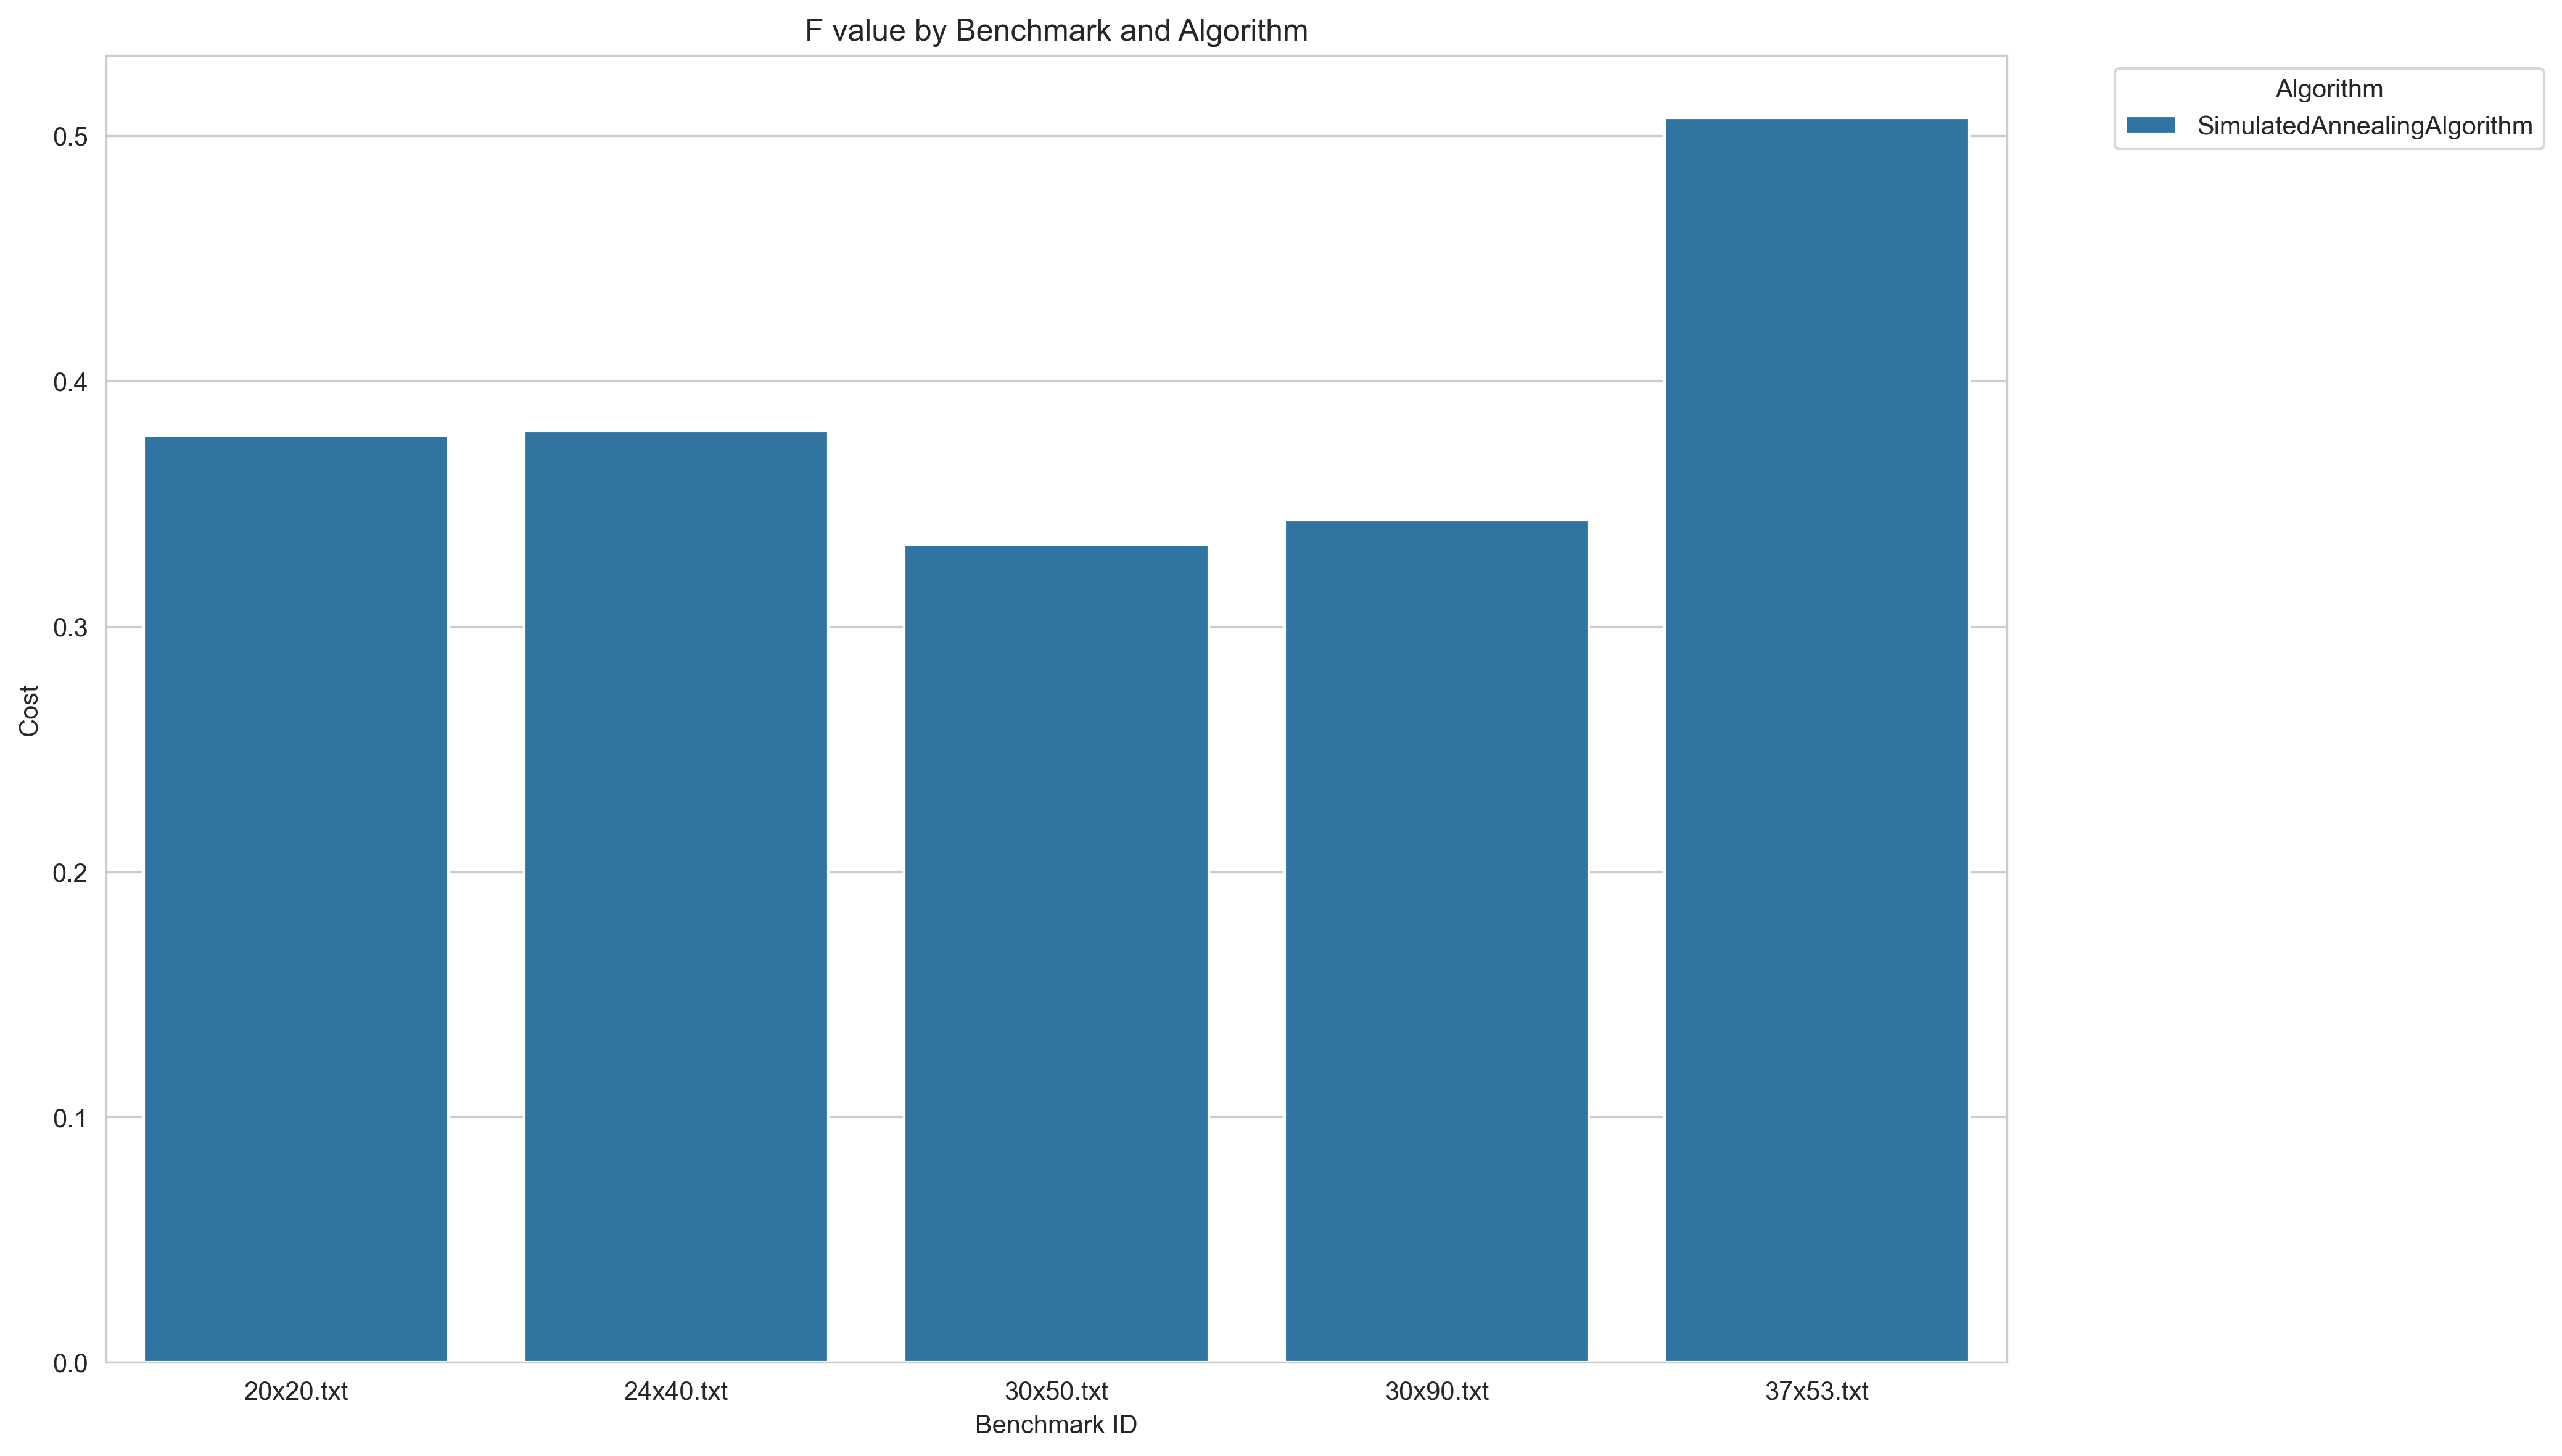 F value by Benchmark and Algorithm
Algorithm
SimulatedAnnealingAlgorithm
Cost
0.5
0.4
0.3
0.2
0.1
0.0
20x20.txt
24x40.txt
30x50.txt
30x90.txt
37x53.txt
Benchmark ID